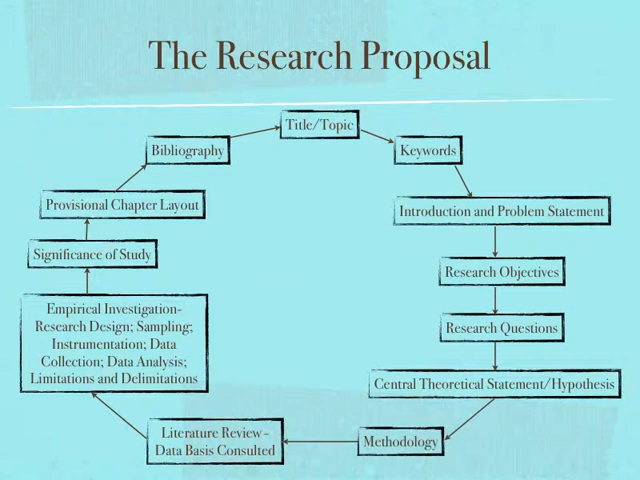 The Research Proposal
Title/Topic
Keywords
Introduction and Problem Statement
Research Objectives
Research Questions
Central Theoretical Statement/Hypothesis
Methodology
Literature Review -
Data Basis Consulted
Empirical Investigation-
Research Design; Sampling;
Instrumentation; Data
Collection; Data Analysis;
Limitations and Delimitations
Significance of Study
Provisional Chapter Layout
Bibliography